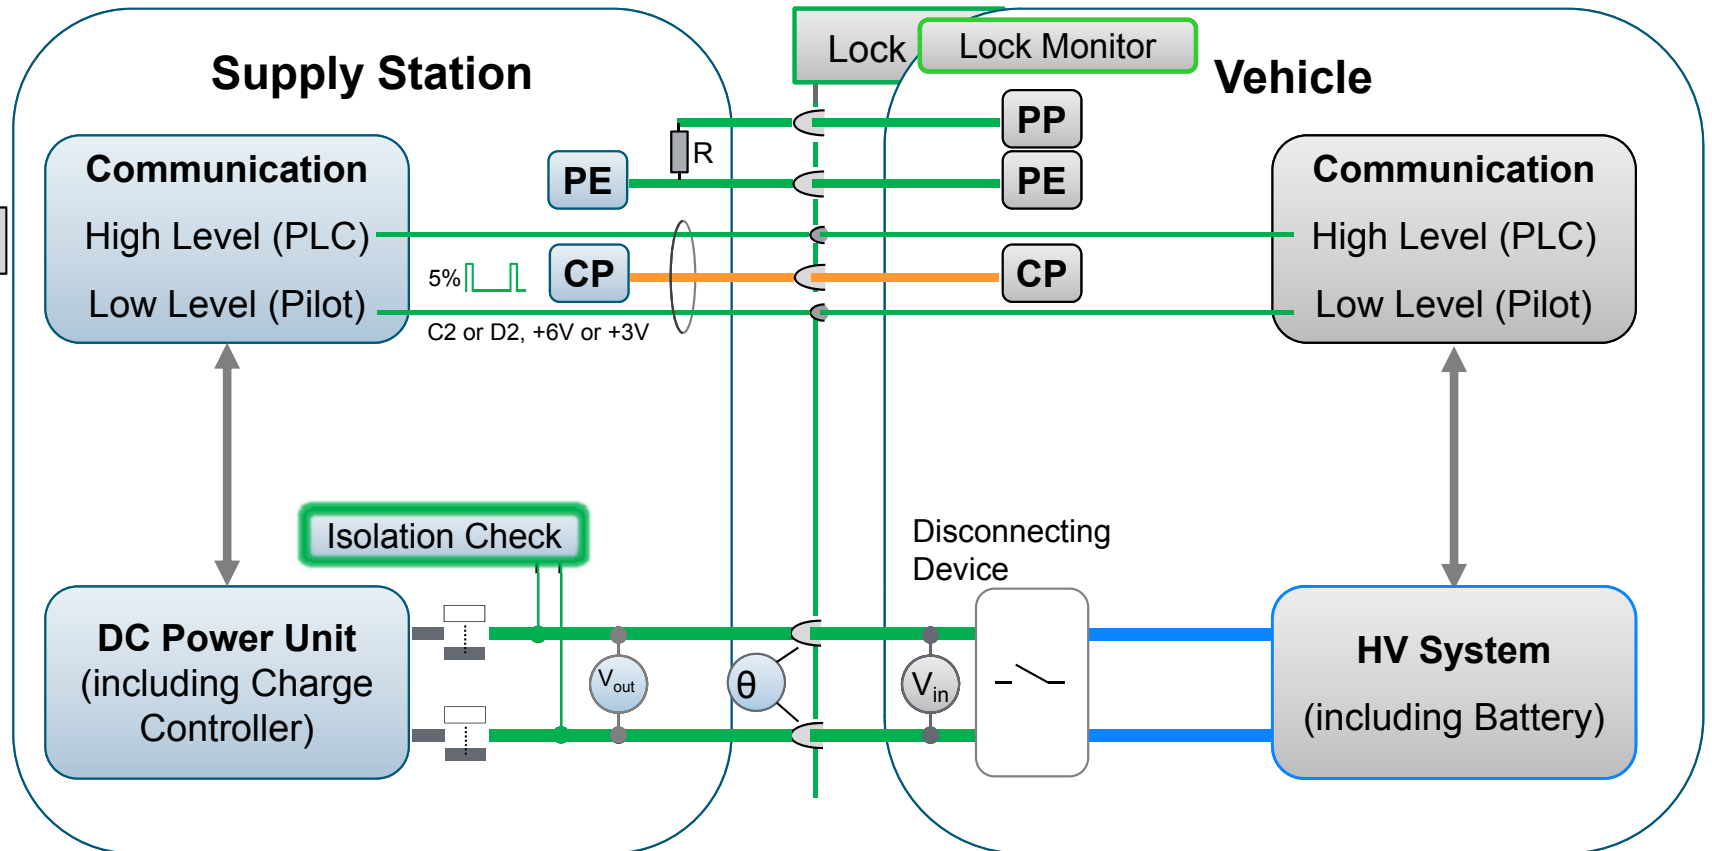 Supply Station
Lock
Lock Monitor
Vehicle
Communication
High Level (PLC)
Low Level (Pilot)
PE
R
PP
PE
5%
CP
CP
C2 or D2, +6V or +3V
Communication
High Level (PLC)
Low Level (Pilot)
Isolation Check
Disconnecting
Device
DC Power Unit
(including Charge
Controller)
Vout
θ
Vin
HV System
(including Battery)